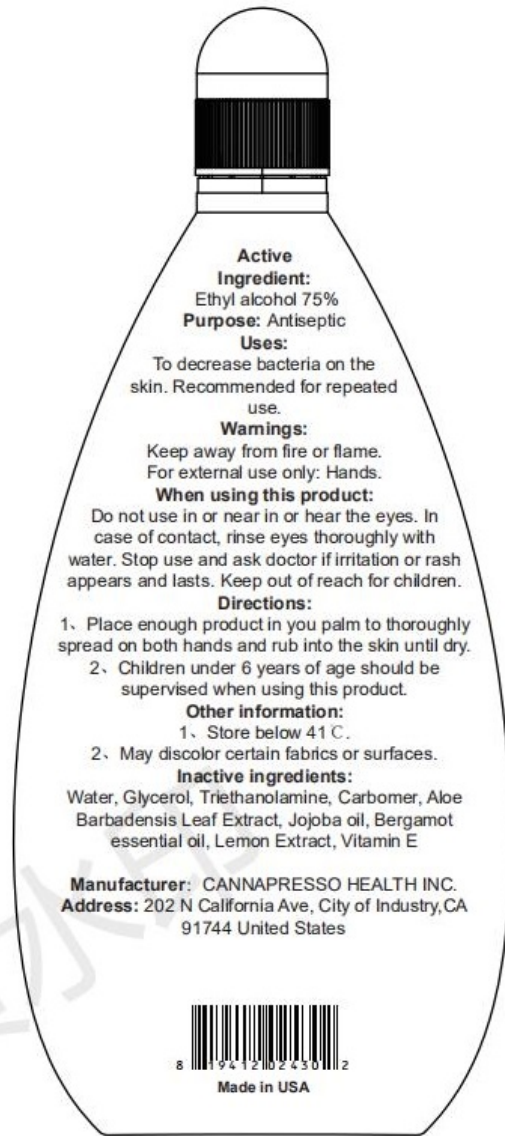 Active
Ingredient:
Ethyl alcohol 75%
Purpose: Antiseptic
Uses:
To decrease bacteria on the
skin. Recommended for repeated
use.
Warnings:
Keep away from fire or flame.
For external use only: Hands.
When using this product:
Do not use in or near in or hear the eyes. In
case of contact, rinse eyes thoroughly with
water. Stop use and ask doctor if irritation or rash
appears and lasts. Keep out of reach for children.
Directions:
1、Place enough product in you palm to thoroughly
spread on both hands and rub into the skin until dry.
2、Children under 6 years of age should be
supervised when using this product.
Other information:
1、Store below 41℃.
2、May discolor certain fabrics or surfaces.
Inactive ingredients:
Water, Glycerol, Triethanolamine, Carbomer, Aloe
Barbadensis Leaf Extract, Jojoba oil, Bergamot
essential oil, Lemon Extract, Vitamin E
Manufacturer: CANNAPRESSO HEALTH INC.
Address: 202 N California Ave, City of Industry,CA
91744 United States
8 19412 02430 2
Made in USA
水印